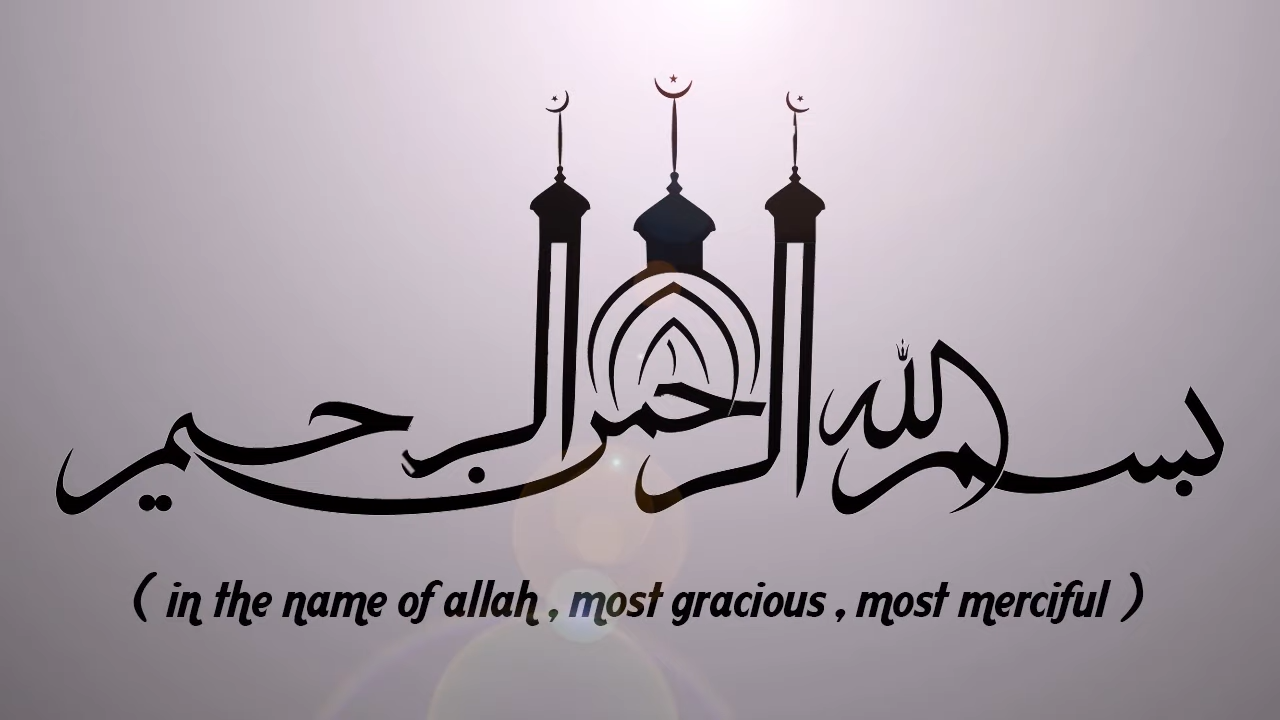 بسم الله الرحمن الرحيم
( in the name of allah , most gracious , most merciful )